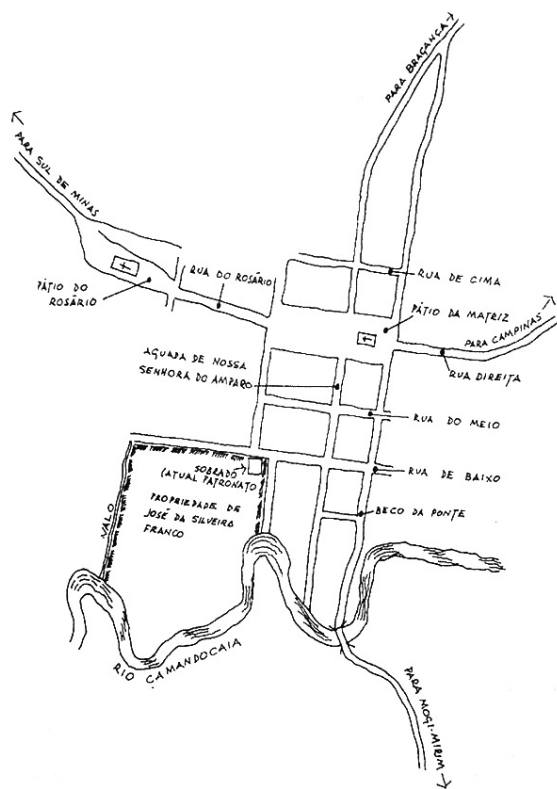 PARA BRAGANÇA
PARA SUL DE MINAS
RUA DO ROSÁRIO
RUA DE CIMA
PÁTIO DO
ROSÁRIO
PÁTIO DA MATRIZ
PARA CAMPINAS
AGUADA DE NOSSA
SENHORA DO AMPARO
RUA DIREITA
RUA DO MEIO
SOBRADO
(ATUAL PATRONATO
RUA DE BAIXO
PROPRIEDADE DE
JOSÉ DA SILVEIRA
FRANCO
VALO
BECO DA PONTE
RIO CAMANDOCAIA
PARA MOGI-MIRIM